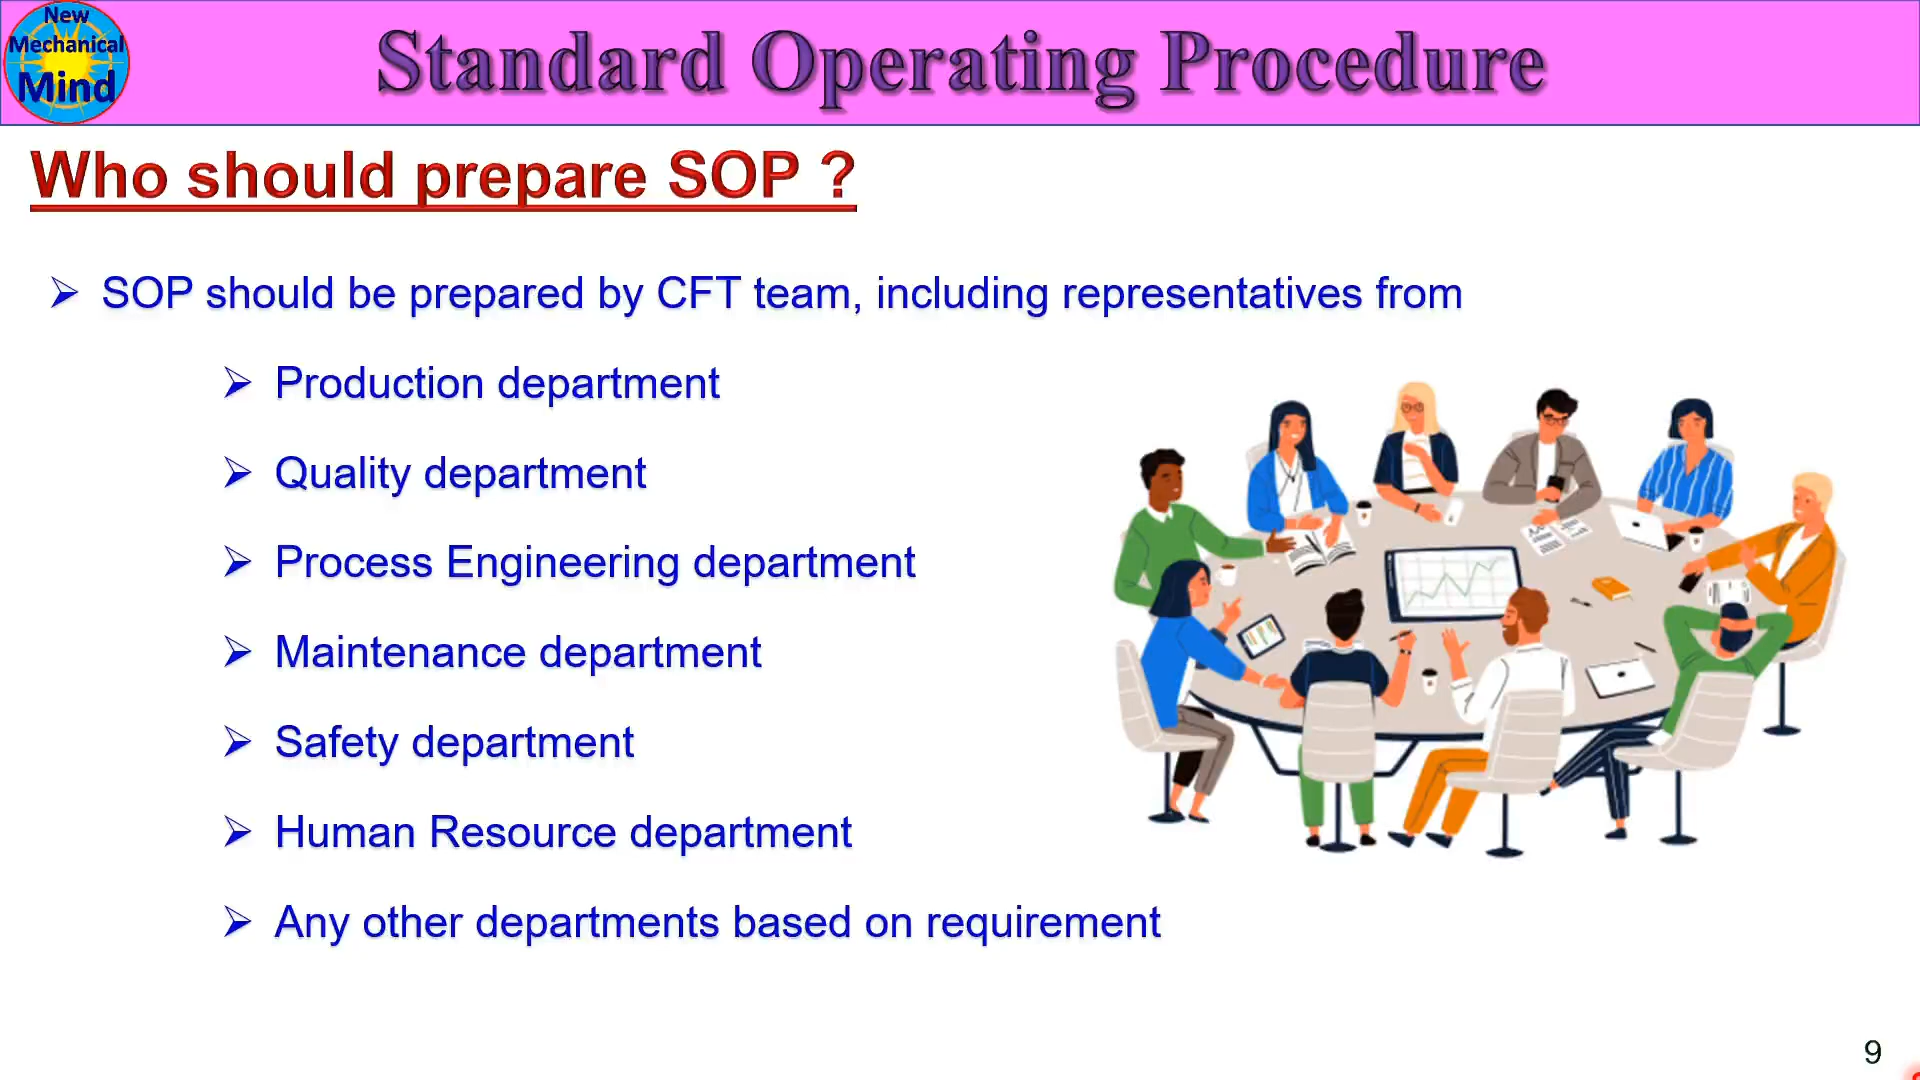 New
Mechanical
Mind
Standard Operating Procedure
Who should prepare SOP ?
➢ SOP should be prepared by CFT team, including representatives from
➢ Production department
➢ Quality department
➢ Process Engineering department
➢ Maintenance department
➢ Safety department
➢ Human Resource department
➢ Any other departments based on requirement
9